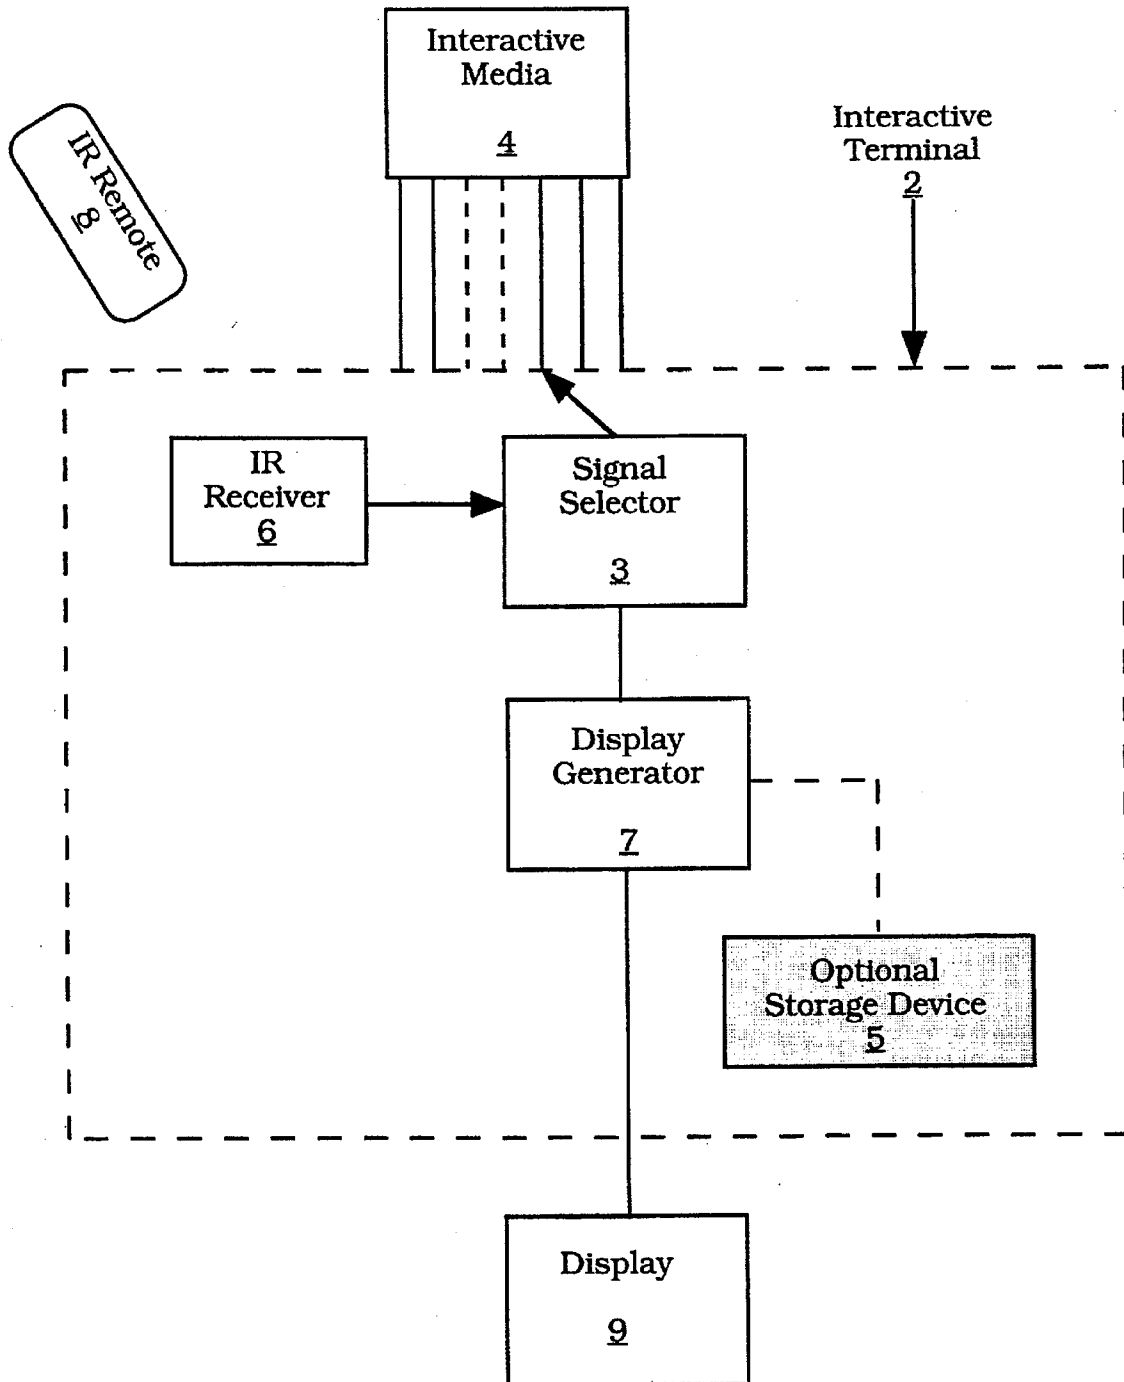 Interactive
Media
4
IR Remote
8
Interactive
Terminal
2
IR
Receiver
6
Signal
Selector
3
Display
Generator
7
Optional
Storage Device
5
Display
9